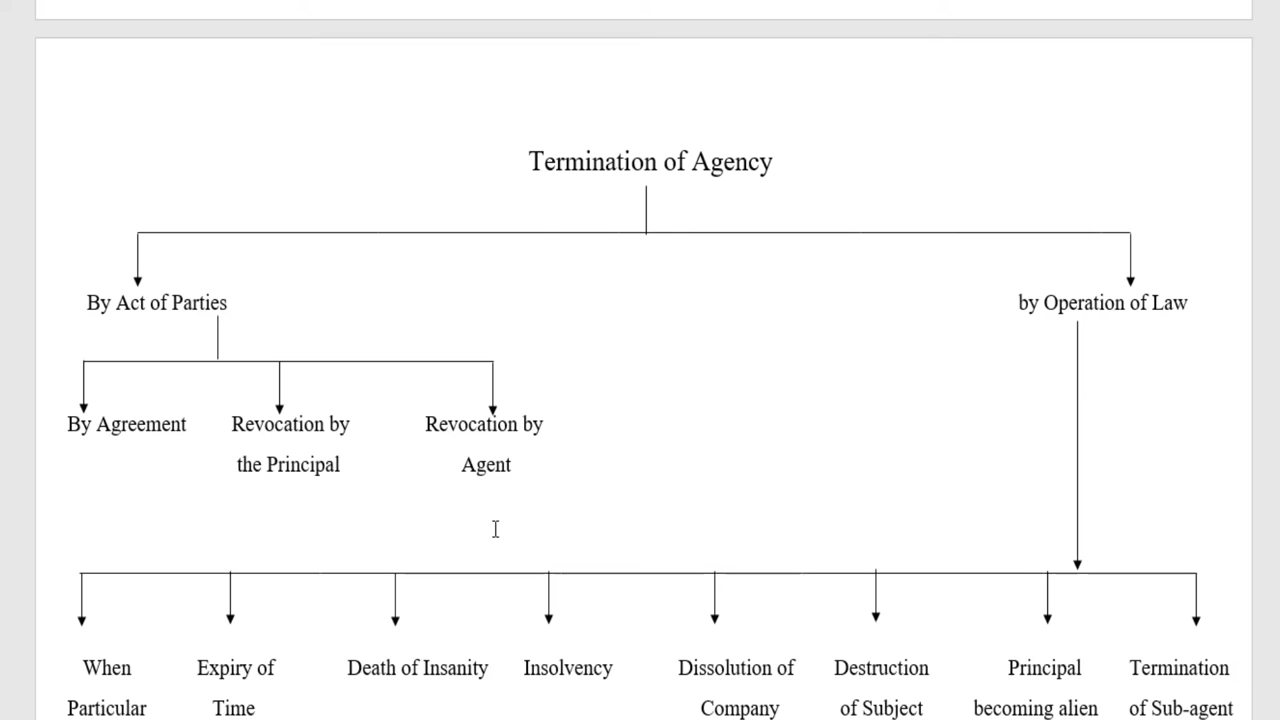 Termination of Agency
By Act of Parties
by Operation of Law
By Agreement
Revocation by
the Principal
Revocation by
Agent
When
Particular
Expiry of
Time
Death of Insanity
Insolvency
Dissolution of
Company
Destruction
of Subject
Principal
becoming alien
Termination
of Sub-agent